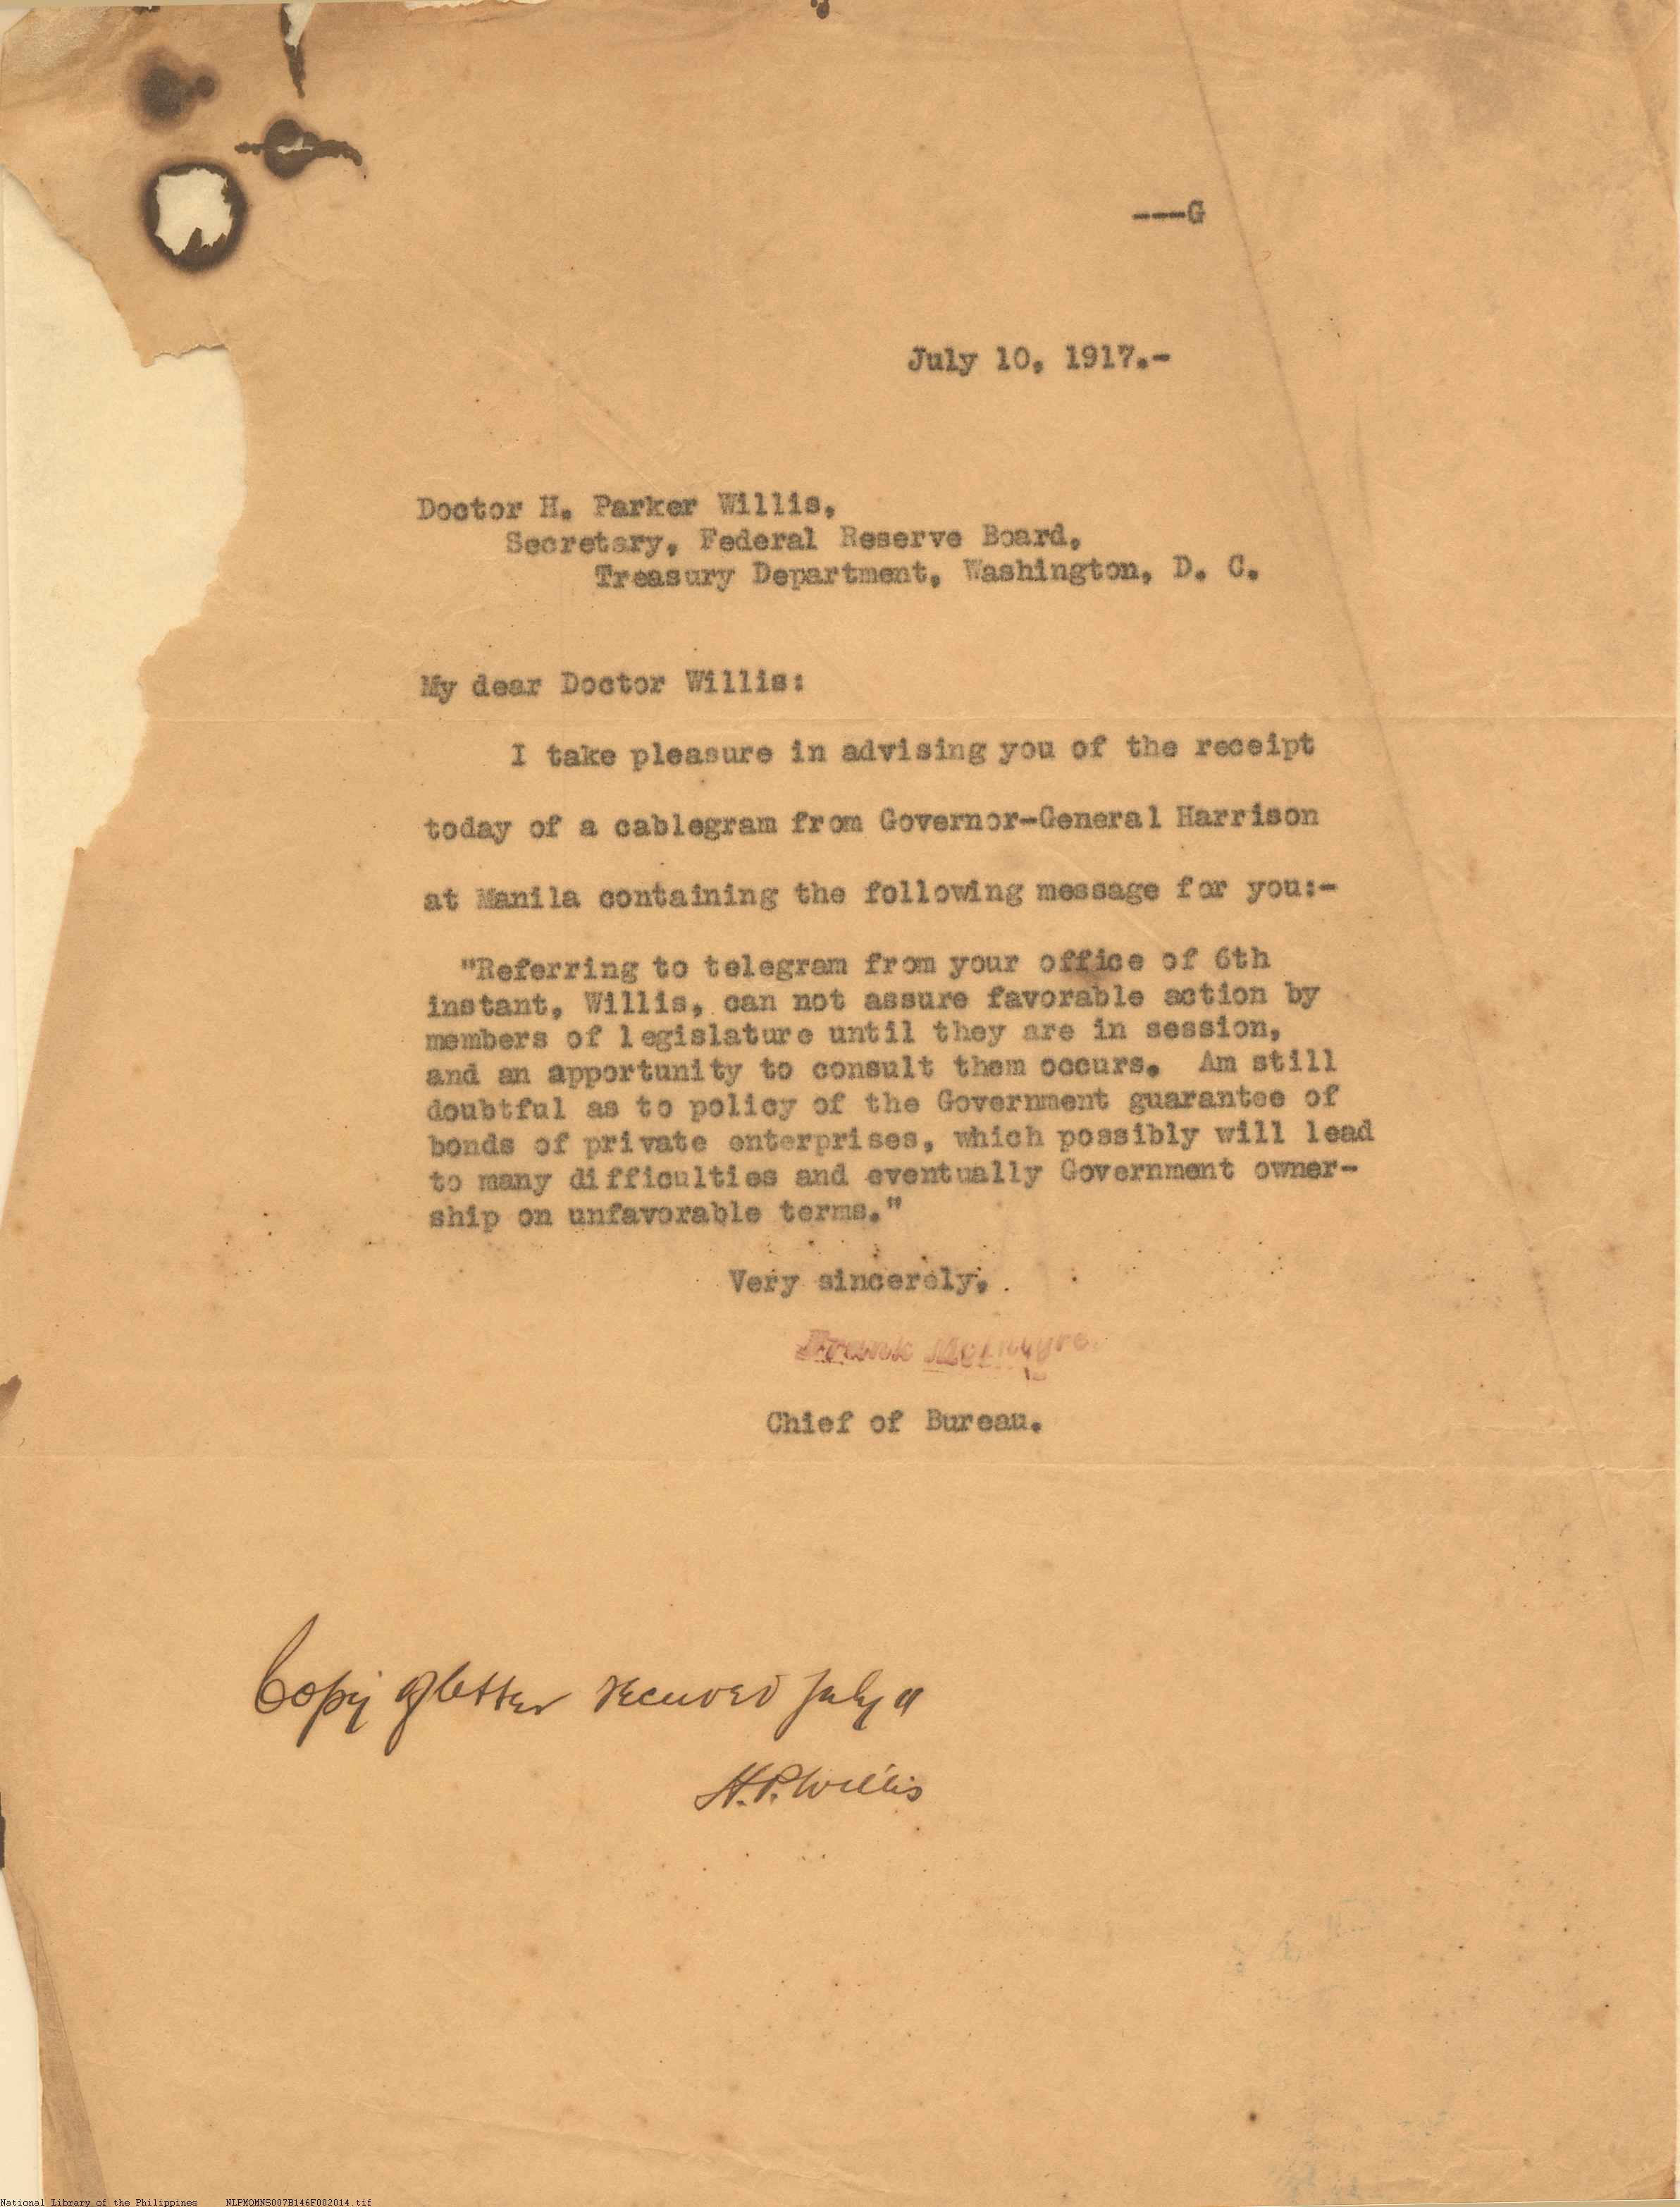 ---G
July 10, 1917.-
Doctor H. Parker Willis,
Secretary, Federal Reserve Board,
Treasury Department, Washington, D. C.
My dear Doctor Willis:
I take pleasure in advising you of the receipt
today of a cablegram from Governor-General Harrison
at Manila containing the following message for you:-
"Referring to telegram from your office of 6th
instant, Willis, can not assure favorable action by
members of legislature until they are in session,
and an apportunity to consult them occurs. Am still
doubtful as to policy of the Government guarantee of
bonds of private enterprises, which possibly will lead
to many difficulties and eventually Government owner-
ship on unfavorable terms."
Very sincerely,
Frank McIntyre.
Chief of Bureau.
Copy of letter received July 11
H.P. Willis
National Library of the Philippines NLPMQMNS007B146F002014.tif